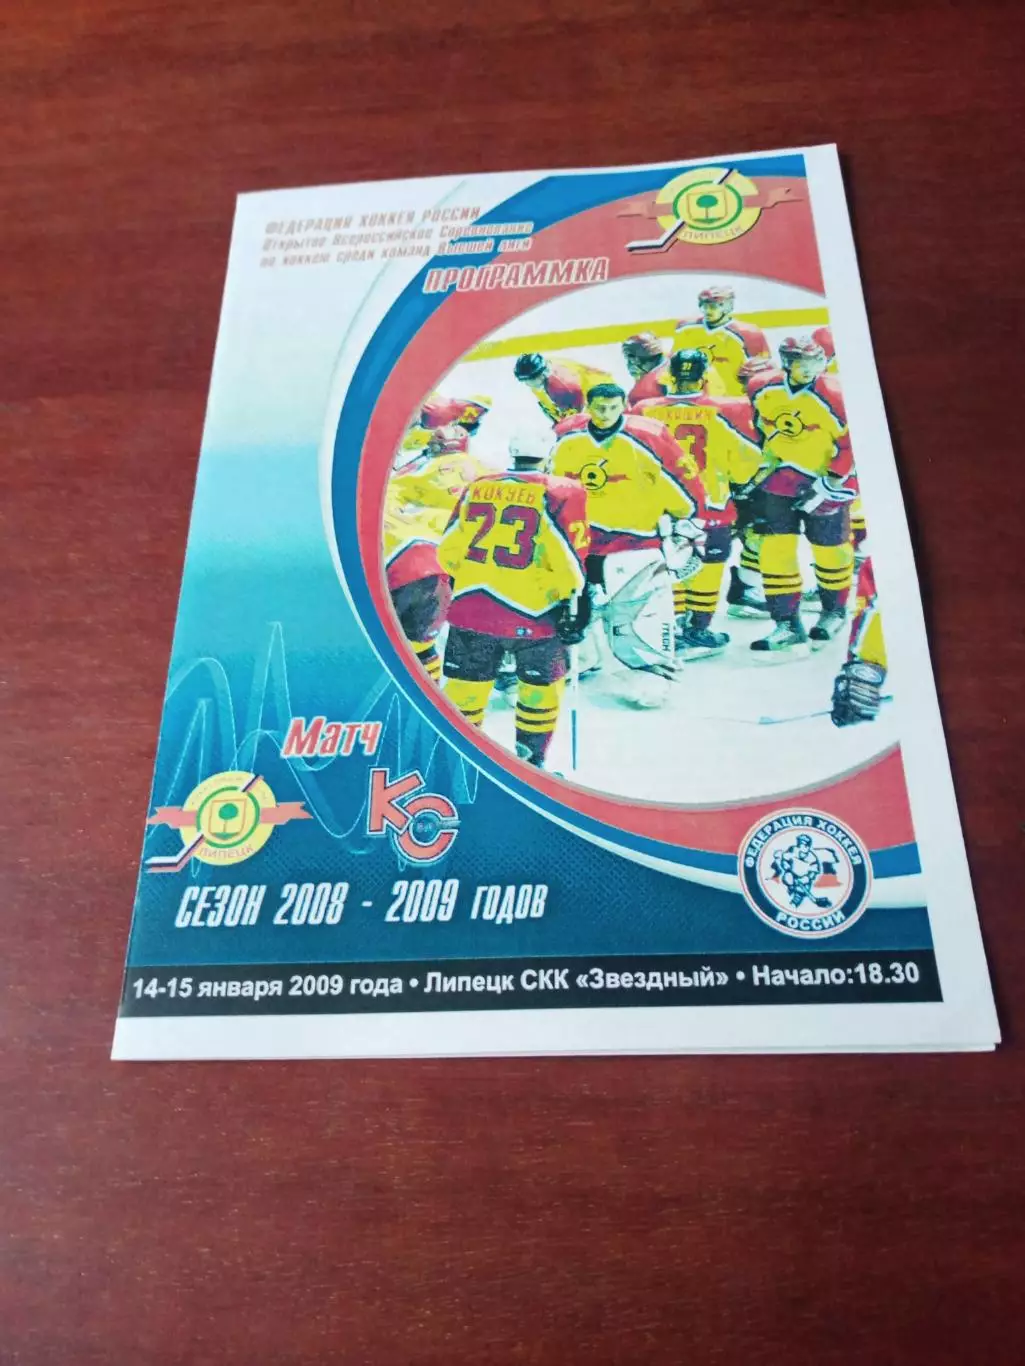 ФЕДЕРАЦИЯ ХОККЕЯ РОССИИ
Открытое Всероссийское Соревнование
по хоккею среди команд Высшей лиги
ПРОГРАММКА
ЛИПЕЦК
КОКУЕВ
23
Матч
ЛИПЕЦК
КС
ФЕДЕРАЦИЯ ХОККЕЯ
РОССИИ
СЕЗОН 2008 - 2009 ГОДОВ
14-15 января 2009 года • Липецк СКК «Звездный» • Начало:18.30